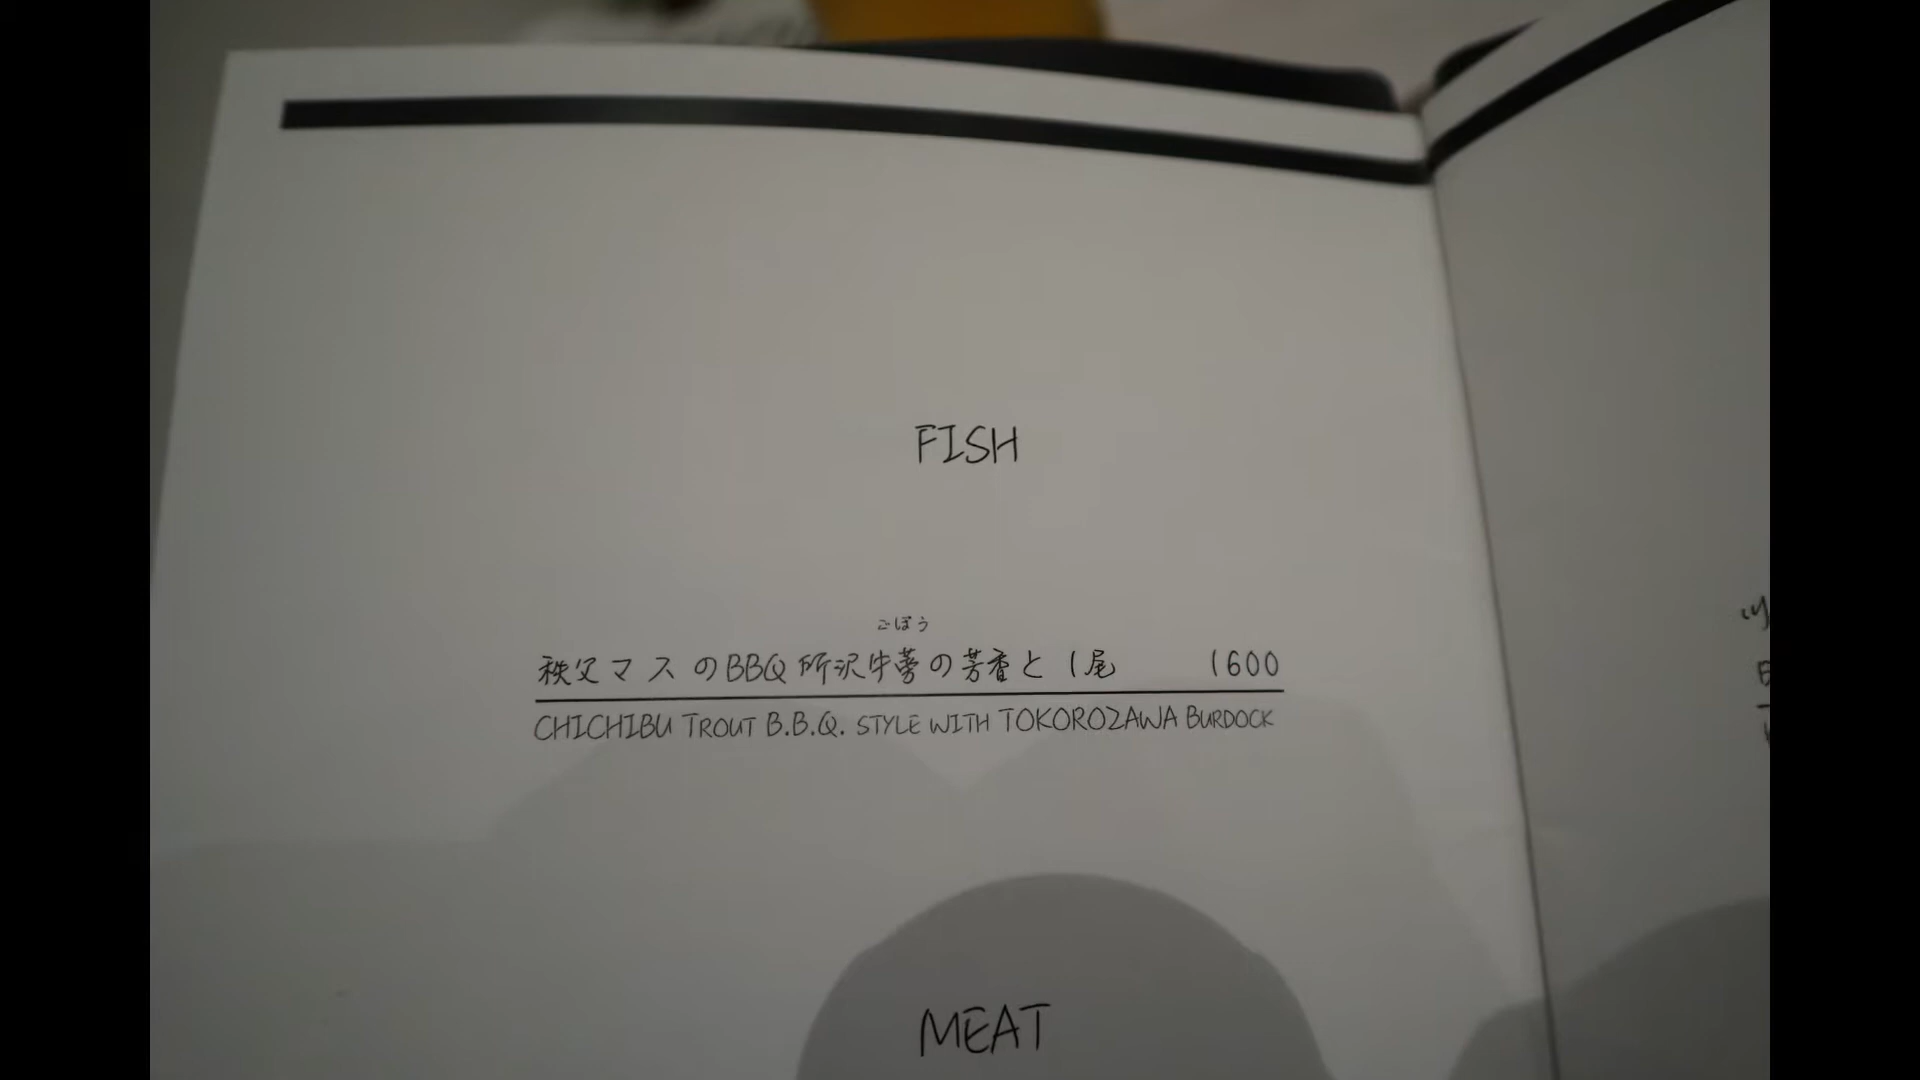 FISH
ごぼう
秩父マスのBBQ 所沢牛蒡の芳香と 1尾 1600
CHICHIBU TROUT B.B.Q. STYLE WITH TOKOROZAWA BURDOCK
MEAT